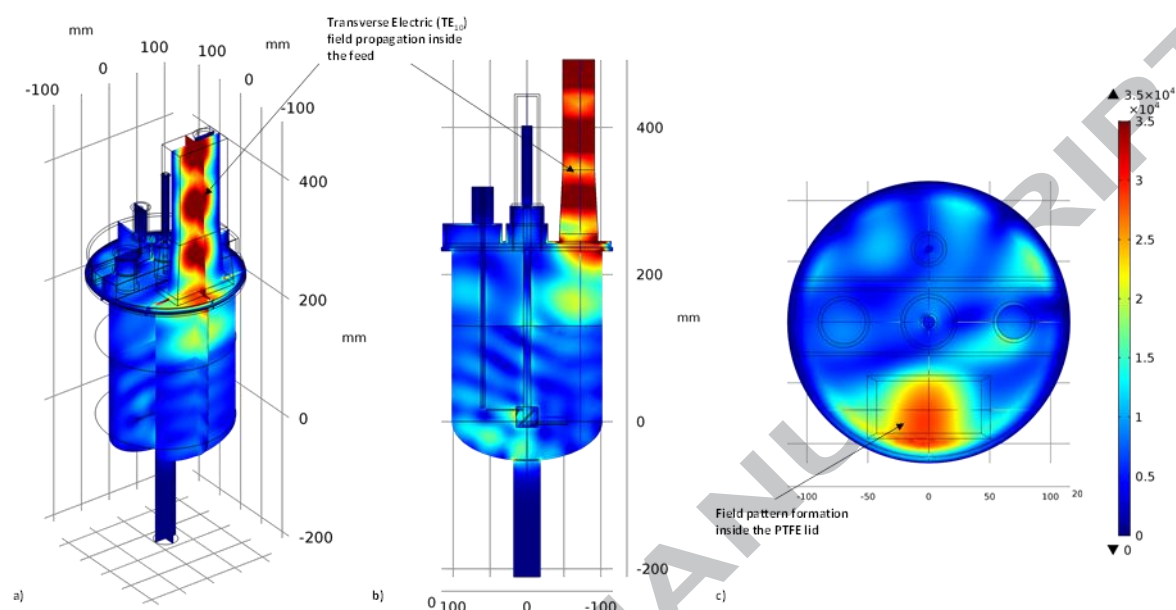 Transverse Electric (TE₁₀)
field propagation inside
the feed
mm
100
100
mm
0
0
-100
-100
400
200
mm
0
-200
a)
400
200
mm
0
-200
b)
0
100
0
-100
3.5×10⁴
×10⁴
3.5
3
2.5
2
1.5
1
0.5
0
0
-100
-50
0
50
100
20
Field pattern formation
inside the PTFE lid
c)